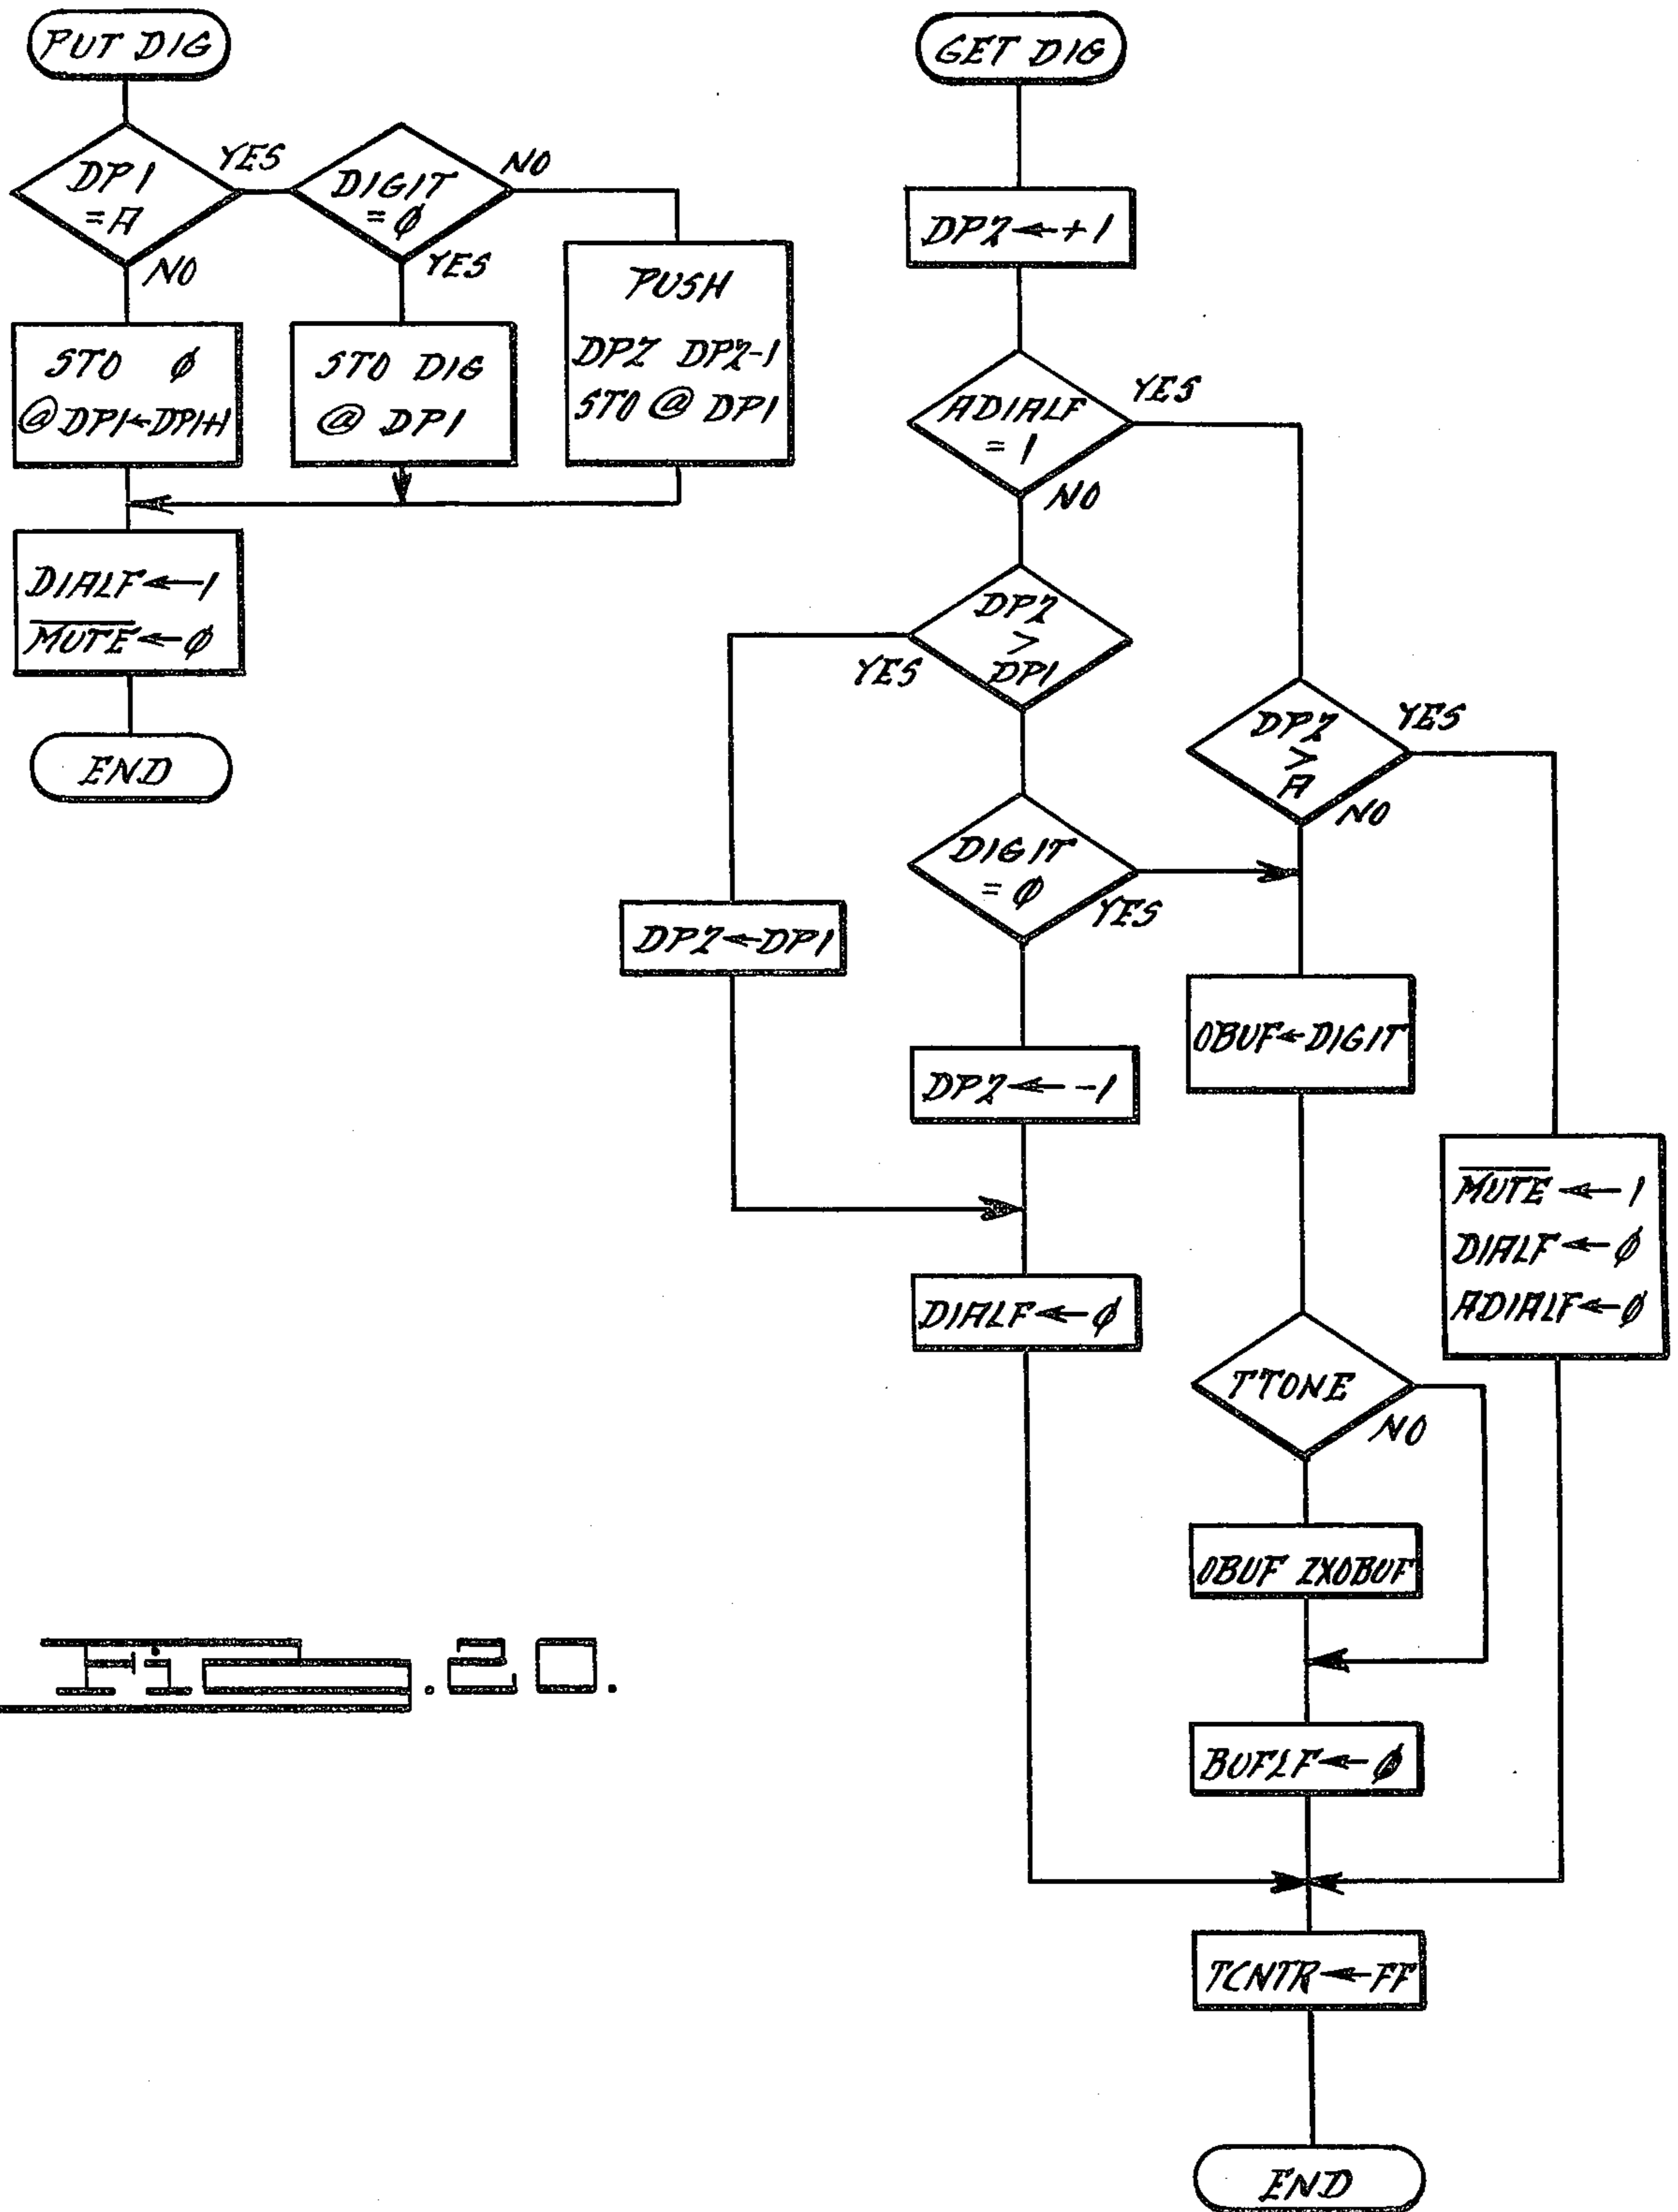 PUT DIG
DP1
= A
YES
NO
DIGIT
= ∅
NO
YES
STO ∅
@ DP1←DP1+1
STO DIG
@ DP1
PUSH
DP2 DP2-1
STO @ DP1
DIALF←1
MUTE←∅
END
GET DIG
DP2←+1
ADIALF
= 1
YES
NO
DP2
>
DP1
YES
DP2
>
A
YES
NO
DIGIT
= ∅
YES
DP2←DP1
OBUF←DIGIT
DP2←-1
MUTE←1
DIALF←∅
ADIALF←∅
DIALF←∅
TTONE
NO
OBUF 2XOBUF
BUFLF←∅
TCNTR←FF
END
Fig. 20.